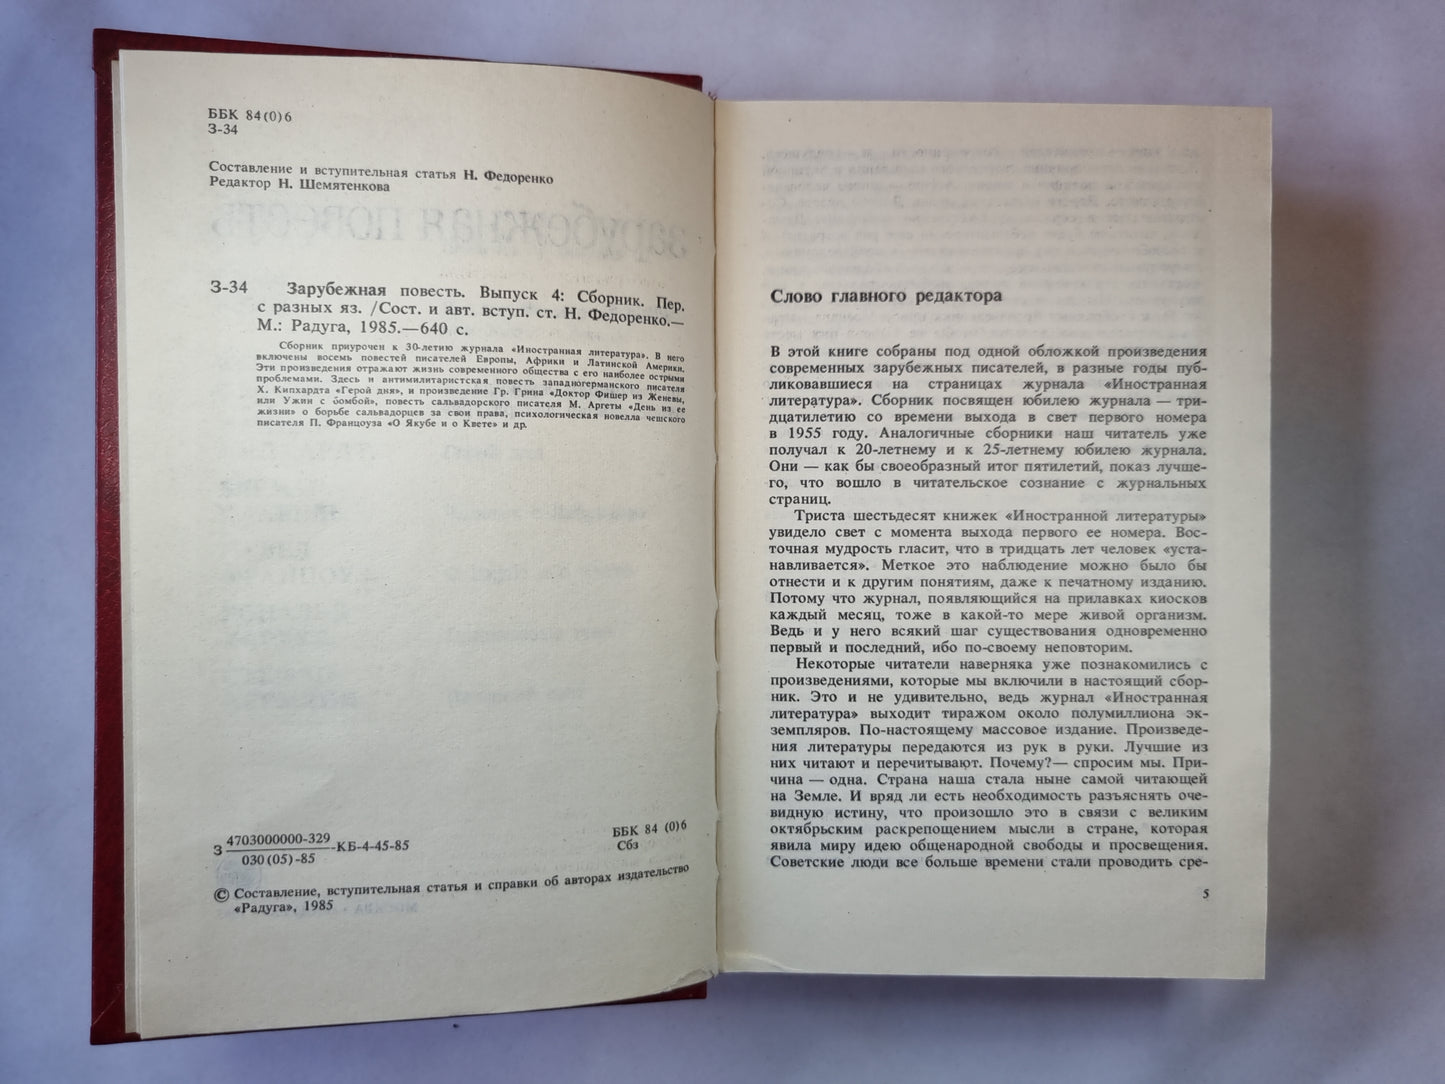 ББК 84(0)6
З-34
Составление и вступительная статья Н. Федоренко
Редактор Н. Шемятенкова
З-34 Зарубежная повесть. Выпуск 4: Сборник. Пер.
с разных яз. /Сост. и авт. вступ. ст. Н. Федоренко.—
М.: Радуга, 1985.—640 с.
Сборник приурочен к 30-летию журнала «Иностранная литература». В него
включены восемь повестей писателей Европы, Африки и Латинской Америки.
Эти произведения отражают жизнь современного общества с его наиболее острыми
проблемами. Здесь и антимилитаристская повесть западногерманского писателя
Х. Кипхардта «Герой дня», и произведение Гр. Грина «Доктор Фишер из Женевы,
или Ужин с бомбой», повесть сальвадорского писателя М. Аргеты «День из ее
жизни» о борьбе сальвадорцев за свои права, психологическая новелла чешского
писателя П. Францоуза «О Якубе и о Квете» и др.
З 4703000000-329 КБ-4-45-85
030(05)-85
ББК 84 (0)6
Сбз
© Составление, вступительная статья и справки об авторах издательство
«Радуга», 1985
Слово главного редактора
В этой книге собраны под одной обложкой произведения
современных зарубежных писателей, в разные годы пуб-
ликовавшиеся на страницах журнала «Иностранная
литература». Сборник посвящен юбилею журнала — три-
дцатилетию со времени выхода в свет первого номера
в 1955 году. Аналогичные сборники наш читатель уже
получал к 20-летнему и к 25-летнему юбилею журнала.
Они — как бы своеобразный итог пятилетий, показ лучше-
го, что вошло в читательское сознание с журнальных
страниц.
Триста шестьдесят книжек «Иностранной литературы»
увидело свет с момента выхода первого ее номера. Вос-
точная мудрость гласит, что в тридцать лет человек «уста-
навливается». Меткое это наблюдение можно было бы
отнести и к другим понятиям, даже к печатному изданию.
Потому что журнал, появляющийся на прилавках киосков
каждый месяц, тоже в какой-то мере живой организм.
Ведь и у него всякий шаг существования одновременно
первый и последний, ибо по-своему неповторим.
Некоторые читатели наверняка уже познакомились с
произведениями, которые мы включили в настоящий сбор-
ник. Это и не удивительно, ведь журнал «Иностранная
литература» выходит тиражом около полумиллиона эк-
земпляров. По-настоящему массовое издание. Произведе-
ния литературы передаются из рук в руки. Лучшие из
них читают и перечитывают. Почему?— спросим мы. При-
чина — одна. Страна наша стала ныне самой читающей
на Земле. И вряд ли есть необходимость разъяснять оче-
видную истину, что произошло это в связи с великим
октябрьским раскрепощением мысли в стране, которая
явила миру идею общенародной свободы и просвещения.
Советские люди все больше времени стали проводить сре-
5